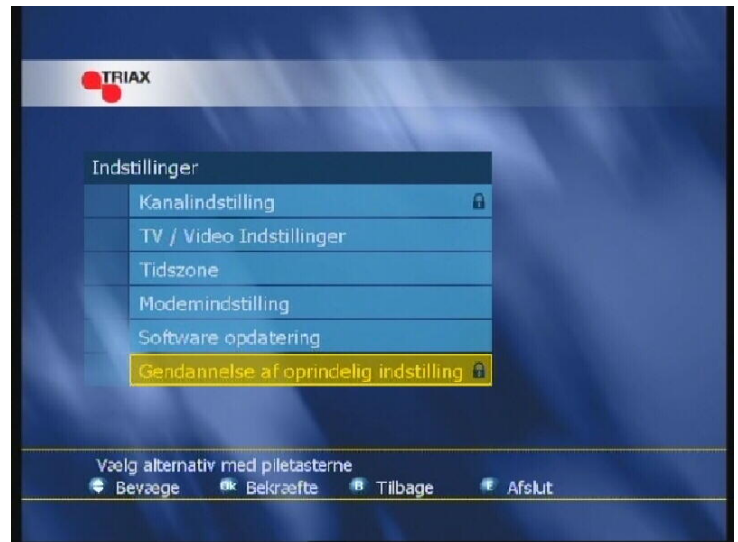 TRIAX
Indstillinger
Kanalindstilling
TV / Video Indstillinger
Tidszone
Modemindstilling
Software opdatering
Gendannelse af oprindelig indstilling
Vælg alternativ med piletasterne
Bevæge OK Bekræfte B Tilbage E Afslut